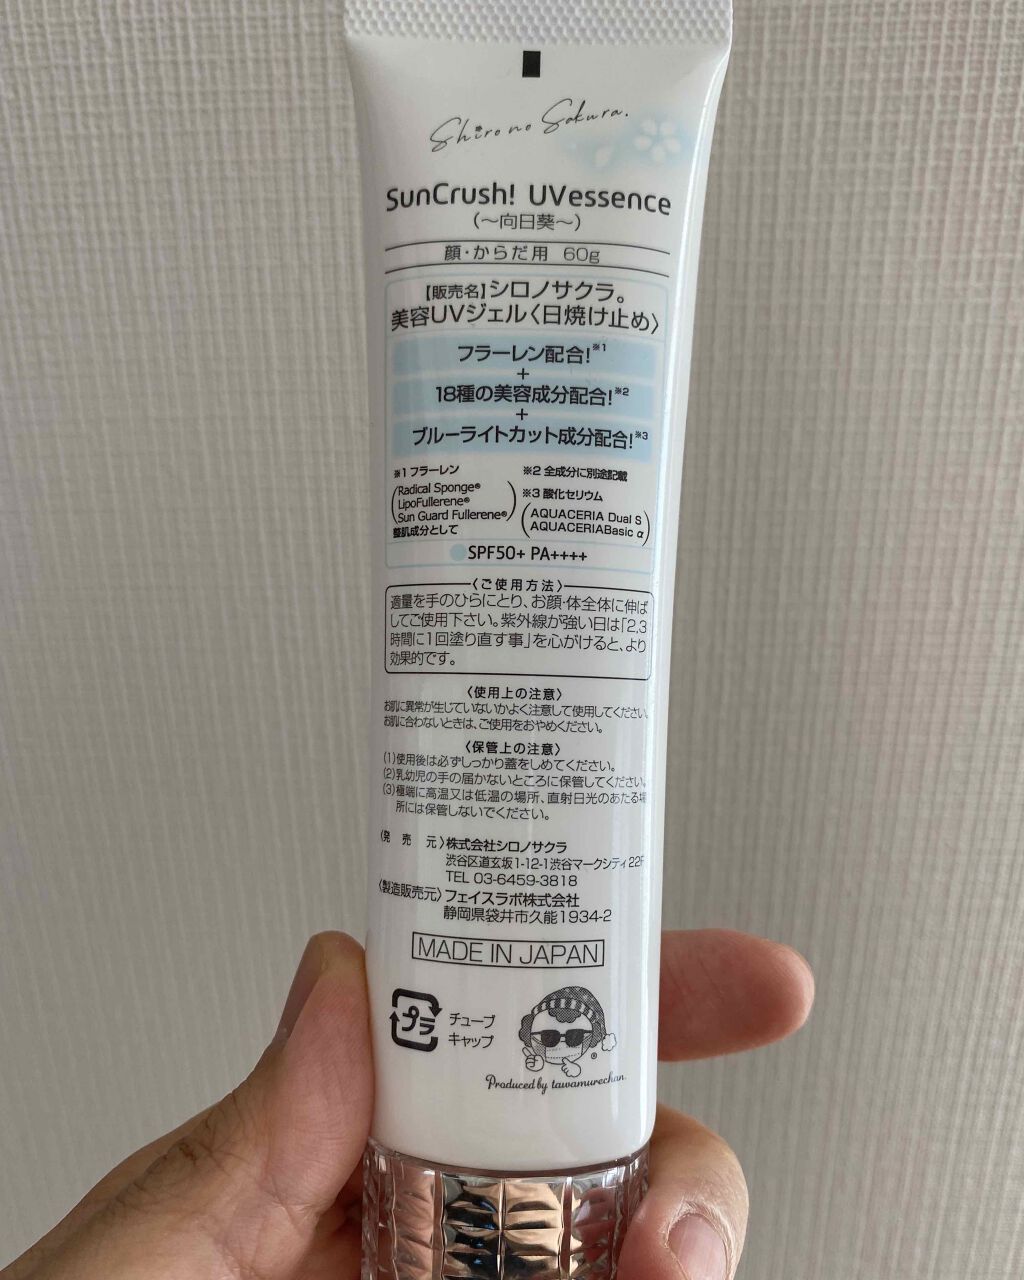 Shirono Sakura.
SunCrush! UVessence
(〜向日葵〜)
顔・からだ用 60g
【販売名】シロノサクラ。
美容UVジェル〈日焼け止め〉
フラーレン配合!※1
+
18種の美容成分配合!※2
+
ブルーライトカット成分配合!※3
※1 フラーレン
(Radical Sponge®
LipoFullerene®
Sun Guard Fullerene®)
整肌成分として
※2 全成分に別途記載
※3 酸化セリウム
(AQUACERIA Dual S
AQUACERIABasic α)
SPF50+ PA++++
〈ご使用方法〉
適量を手のひらにとり、お顔・体全体に伸ば
してご使用下さい。紫外線が強い日は「2,3
時間に1回塗り直す事」を心がけると、より
効果的です。
〈使用上の注意〉
お肌に異常が生じていないかよく注意して使用してください。
お肌に合わないときは、ご使用をおやめください。
〈保管上の注意〉
(1)使用後は必ずしっかり蓋をしめてください。
(2)乳幼児の手の届かないところに保管してください。
(3)極端に高温又は低温の場所、直射日光のあたる場
所には保管しないでください。
〈発売元〉株式会社シロノサクラ
渋谷区道玄坂1-12-1渋谷マークシティ22F
TEL 03-6459-3818
〈製造販売元〉フェイスラボ株式会社
静岡県袋井市久能1934-2
MADE IN JAPAN
プラ
チューブ
キャップ
®
Produced by tawamurechan.